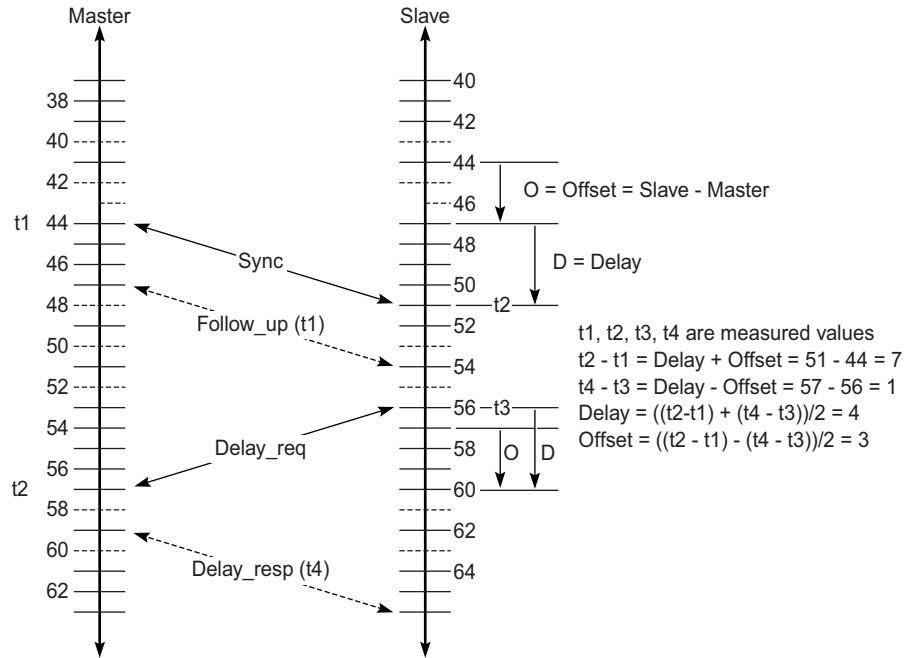 Master
Slave
38
40
42
t1 44
46
48
50
52
54
56
t2
58
60
62
Sync
Follow_up (t1)
Delay_req
Delay_resp (t4)
40
42
44
46
48
50
t2
52
54
56 t3
58
60
62
64
O = Offset = Slave - Master
D = Delay
O
D
t1, t2, t3, t4 are measured values
t2 - t1 = Delay + Offset = 51 - 44 = 7
t4 - t3 = Delay - Offset = 57 - 56 = 1
Delay = ((t2-t1) + (t4 - t3))/2 = 4
Offset = ((t2 - t1) - (t4 - t3))/2 = 3